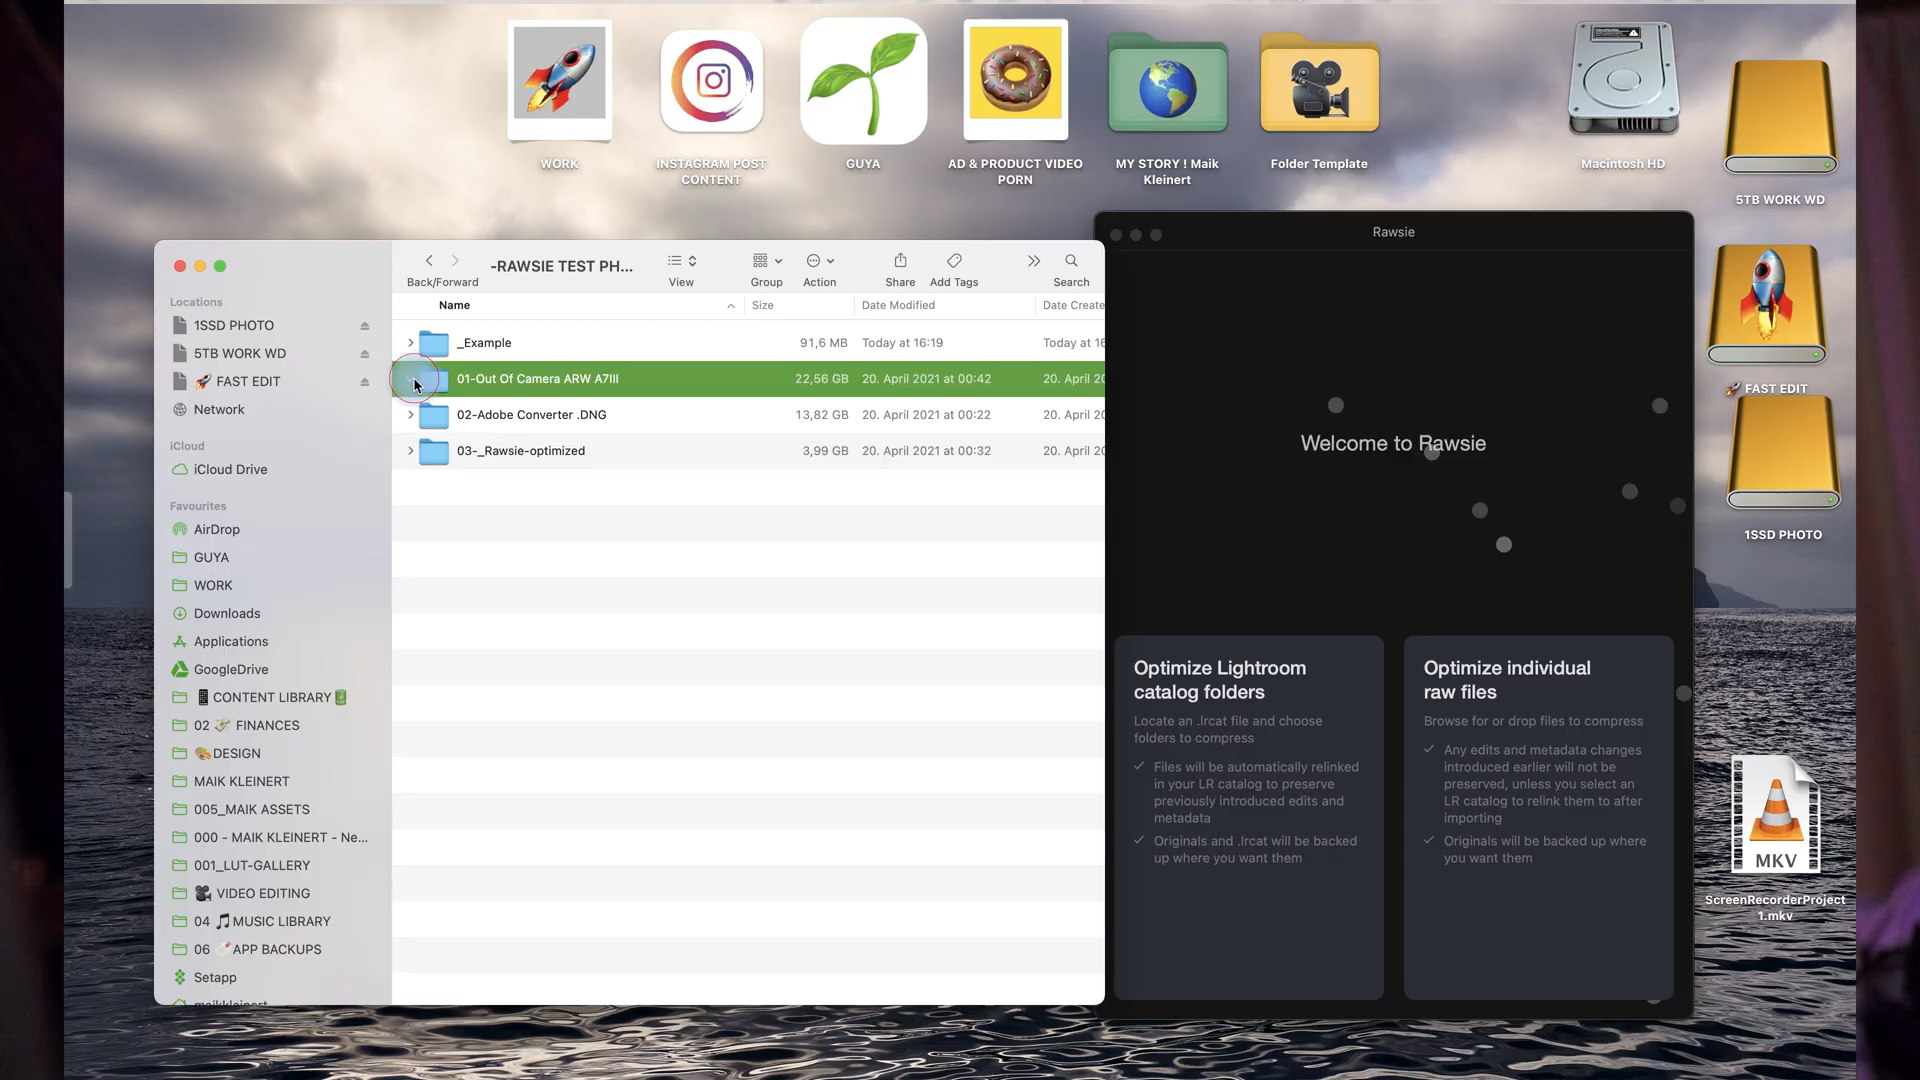 WORK
INSTAGRAM POST
CONTENT
GUYA
AD & PRODUCT VIDEO
PORN
MY STORY ! Maik
Kleinert
Folder Template
Macintosh HD
5TB WORK WD
FAST EDIT
1SSD PHOTO
MKV
ScreenRecorderProject
1.mkv
-RAWSIE TEST PH...
Back/Forward
View
Group
Action
Share
Add Tags
Search
Name
Size
Date Modified
Date Create
_Example
91,6 MB
Today at 16:19
Today at 16
01-Out Of Camera ARW A7III
22,56 GB
20. April 2021 at 00:42
20. April 20
02-Adobe Converter .DNG
13,82 GB
20. April 2021 at 00:22
20. April 20
03-_Rawsie-optimized
3,99 GB
20. April 2021 at 00:32
20. April 20
Locations
1SSD PHOTO
5TB WORK WD
FAST EDIT
Network
iCloud
iCloud Drive
Favourites
AirDrop
GUYA
WORK
Downloads
Applications
GoogleDrive
CONTENT LIBRARY
02 FINANCES
DESIGN
MAIK KLEINERT
005_MAIK ASSETS
000 - MAIK KLEINERT - Ne...
001_LUT-GALLERY
VIDEO EDITING
04 MUSIC LIBRARY
06 APP BACKUPS
Setapp
maikkleinert
Rawsie
Welcome to Rawsie
Optimize Lightroom
catalog folders
Locate an .lrcat file and choose
folders to compress
Files will be automatically relinked
in your LR catalog to preserve
previously introduced edits and
metadata
Originals and .lrcat will be backed
up where you want them
Optimize individual
raw files
Browse for or drop files to compress
Any edits and metadata changes
introduced earlier will not be
preserved, unless you select an
LR catalog to relink them to after
importing
Originals will be backed up where
you want them